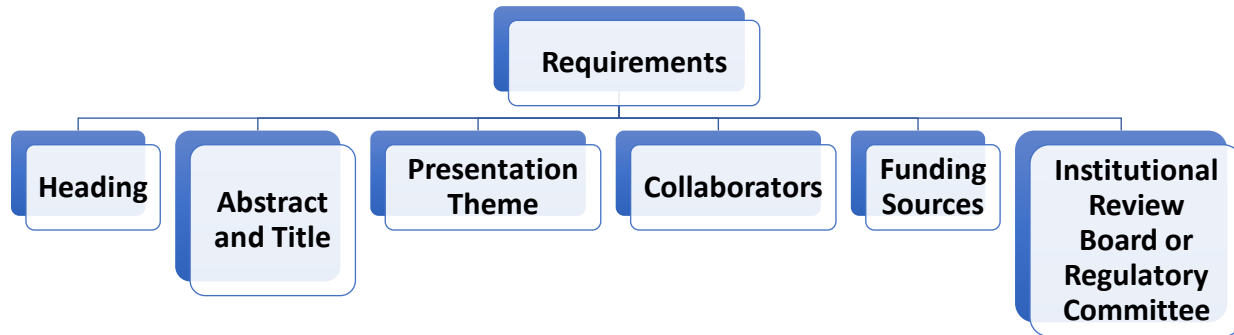 Requirements
Heading
Abstract
and Title
Presentation
Theme
Collaborators
Funding
Sources
Institutional
Review
Board or
Regulatory
Committee